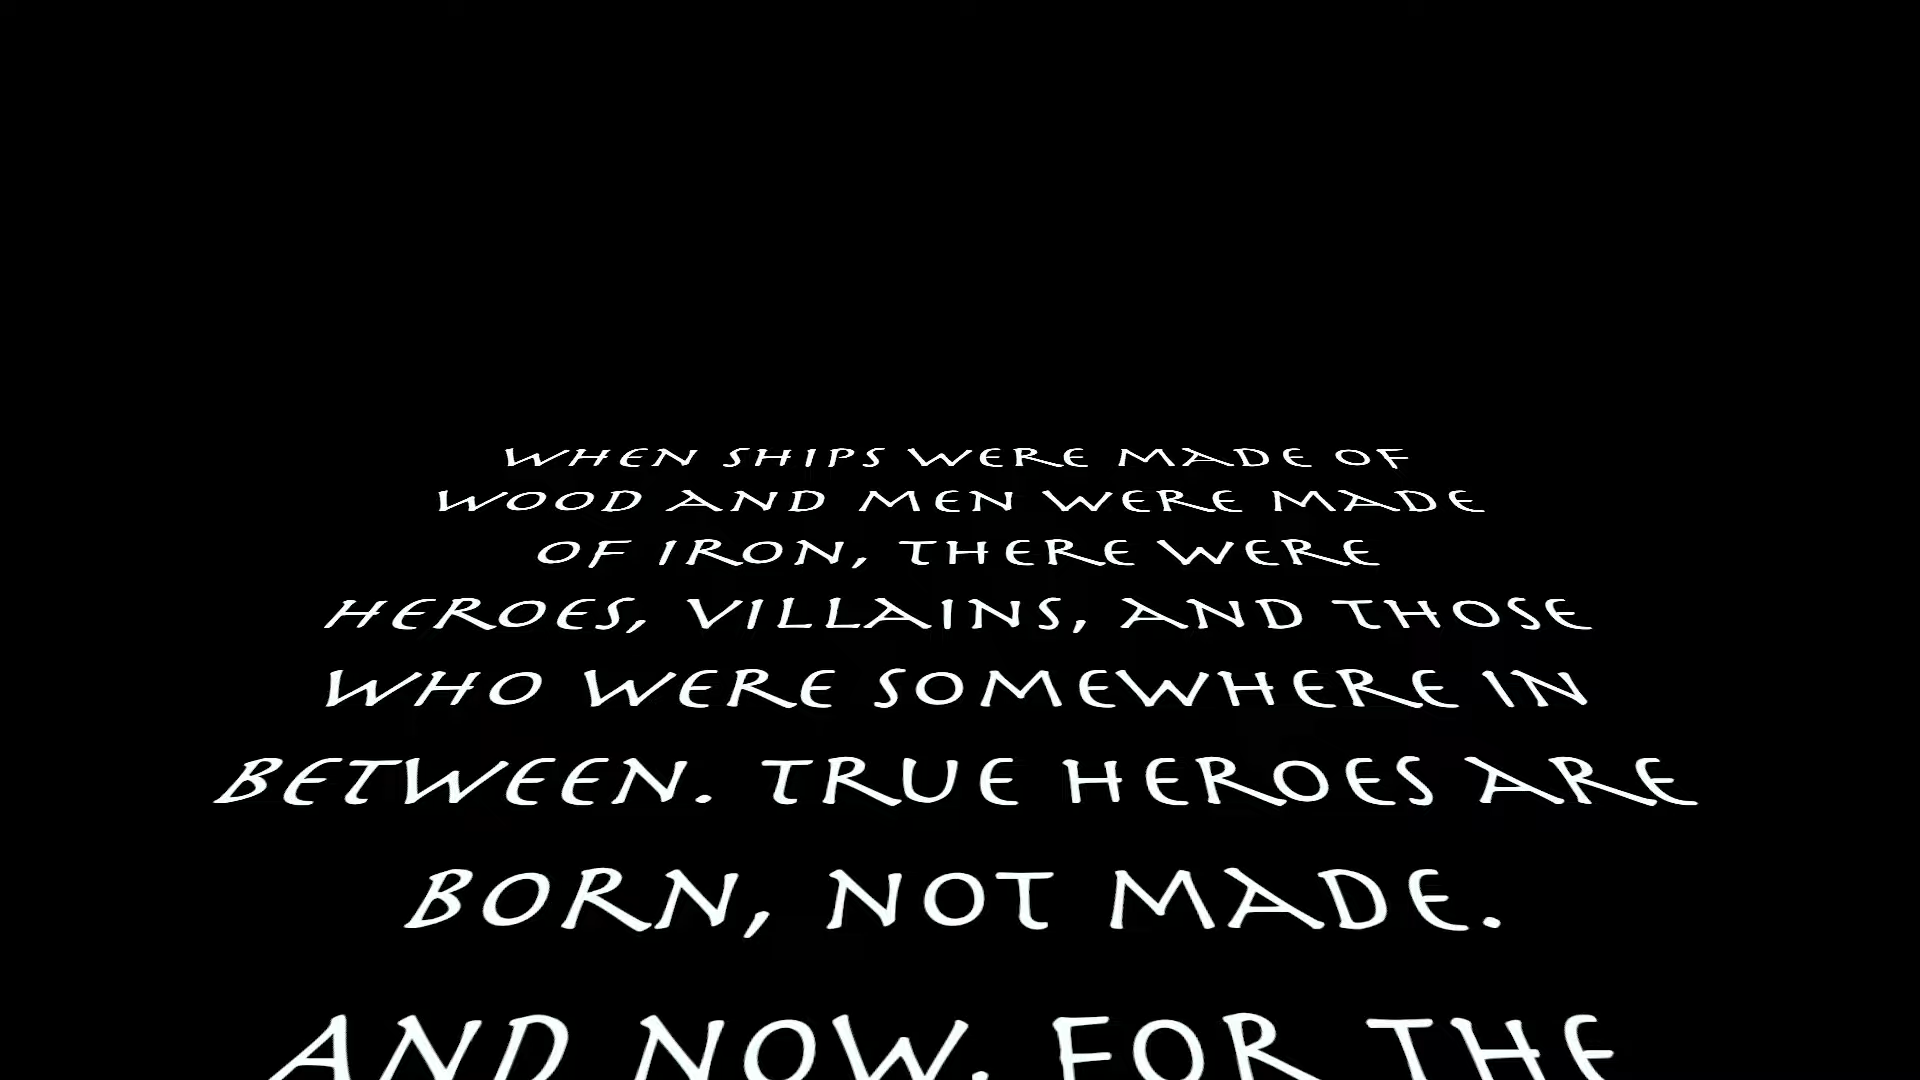 WHEN SHIPS WERE MADE OF
WOOD AND MEN WERE MADE
OF IRON, THERE WERE
HEROES, VILLAINS, AND THOSE
WHO WERE SOMEWHERE IN
BETWEEN. TRUE HEROES ARE
BORN, NOT MADE.
AND NOW, FOR THE